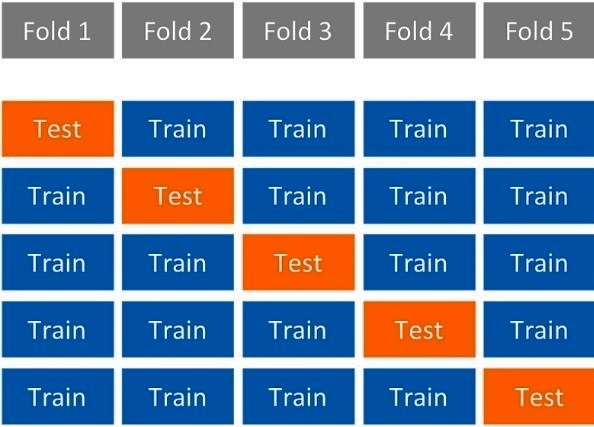 Fold 1 Fold 2 Fold 3 Fold 4 Fold 5
Test Train Train Train Train
Train Test Train Train Train
Train Train Test Train Train
Train Train Train Test Train
Train Train Train Train Test